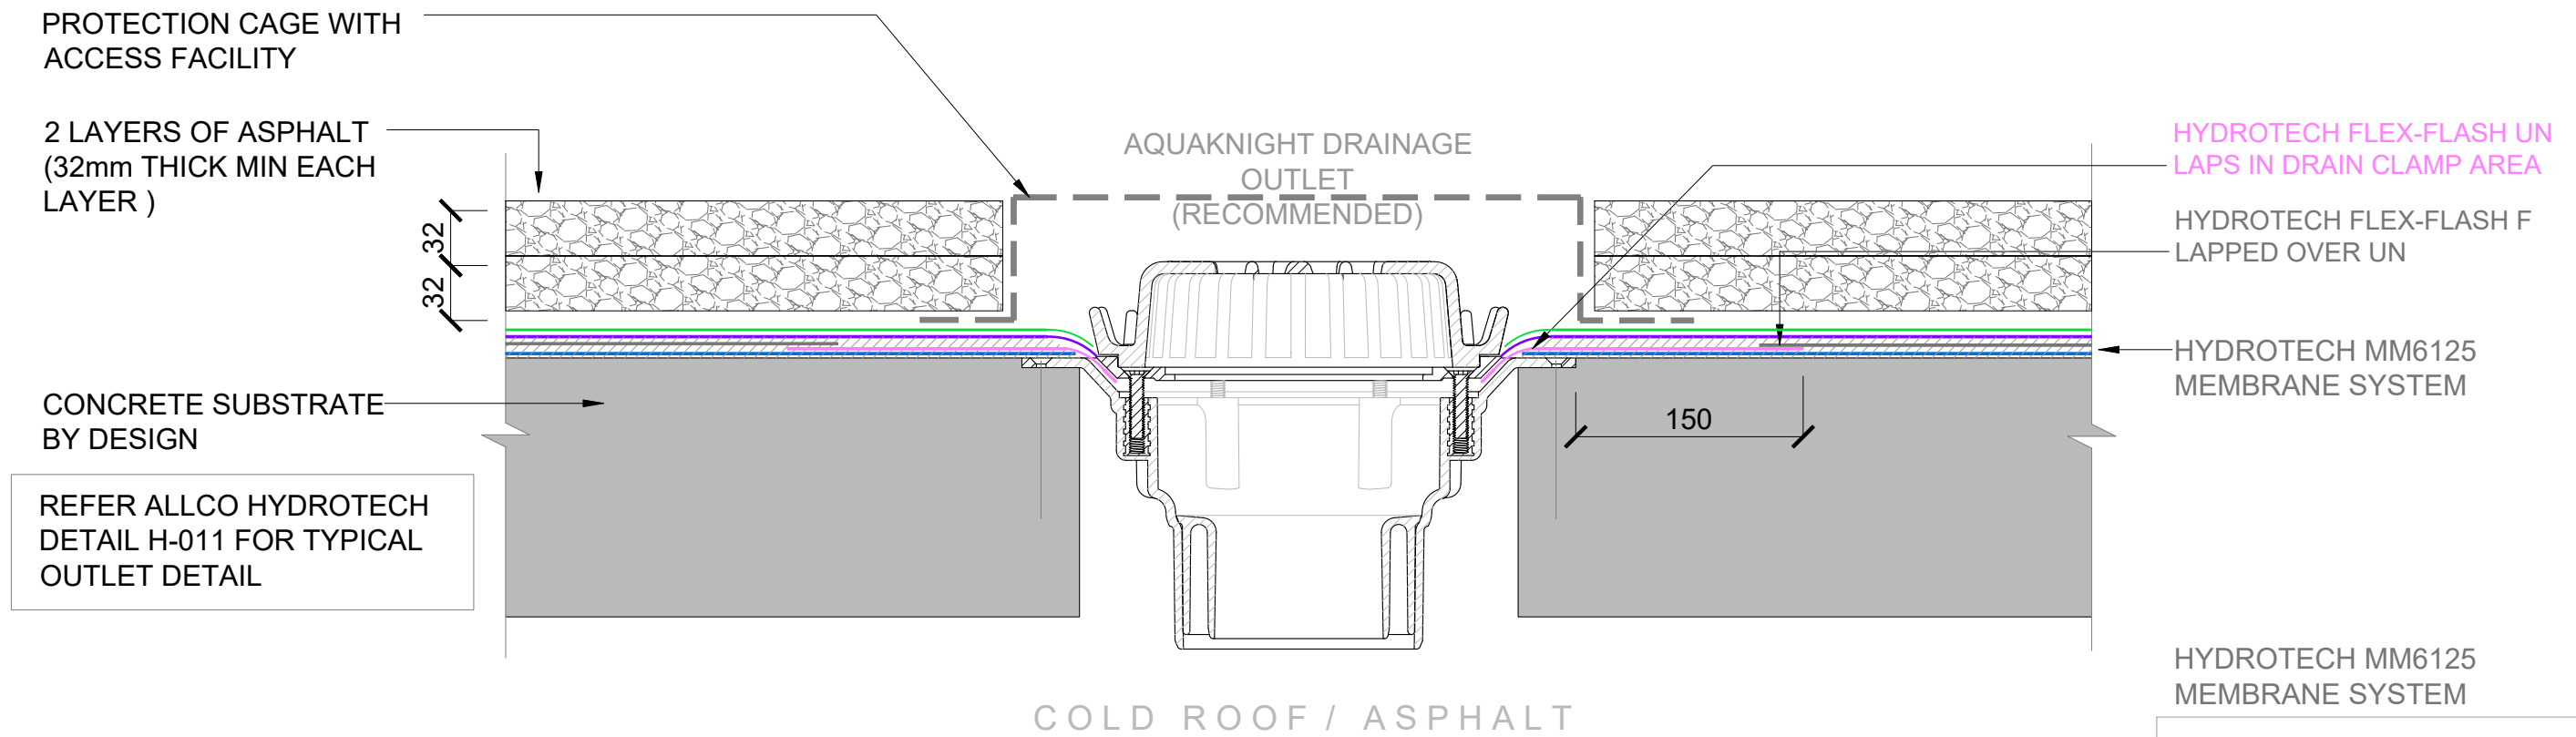 PROTECTION CAGE WITH
ACCESS FACILITY
2 LAYERS OF ASPHALT
(32mm THICK MIN EACH
LAYER )
32
32
CONCRETE SUBSTRATE
BY DESIGN
REFER ALLCO HYDROTECH
DETAIL H-011 FOR TYPICAL
OUTLET DETAIL
AQUAKNIGHT DRAINAGE
OUTLET
(RECOMMENDED)
150
HYDROTECH FLEX-FLASH UN
LAPS IN DRAIN CLAMP AREA
HYDROTECH FLEX-FLASH F
LAPPED OVER UN
HYDROTECH MM6125
MEMBRANE SYSTEM
HYDROTECH MM6125
MEMBRANE SYSTEM
COLD ROOF / ASPHALT